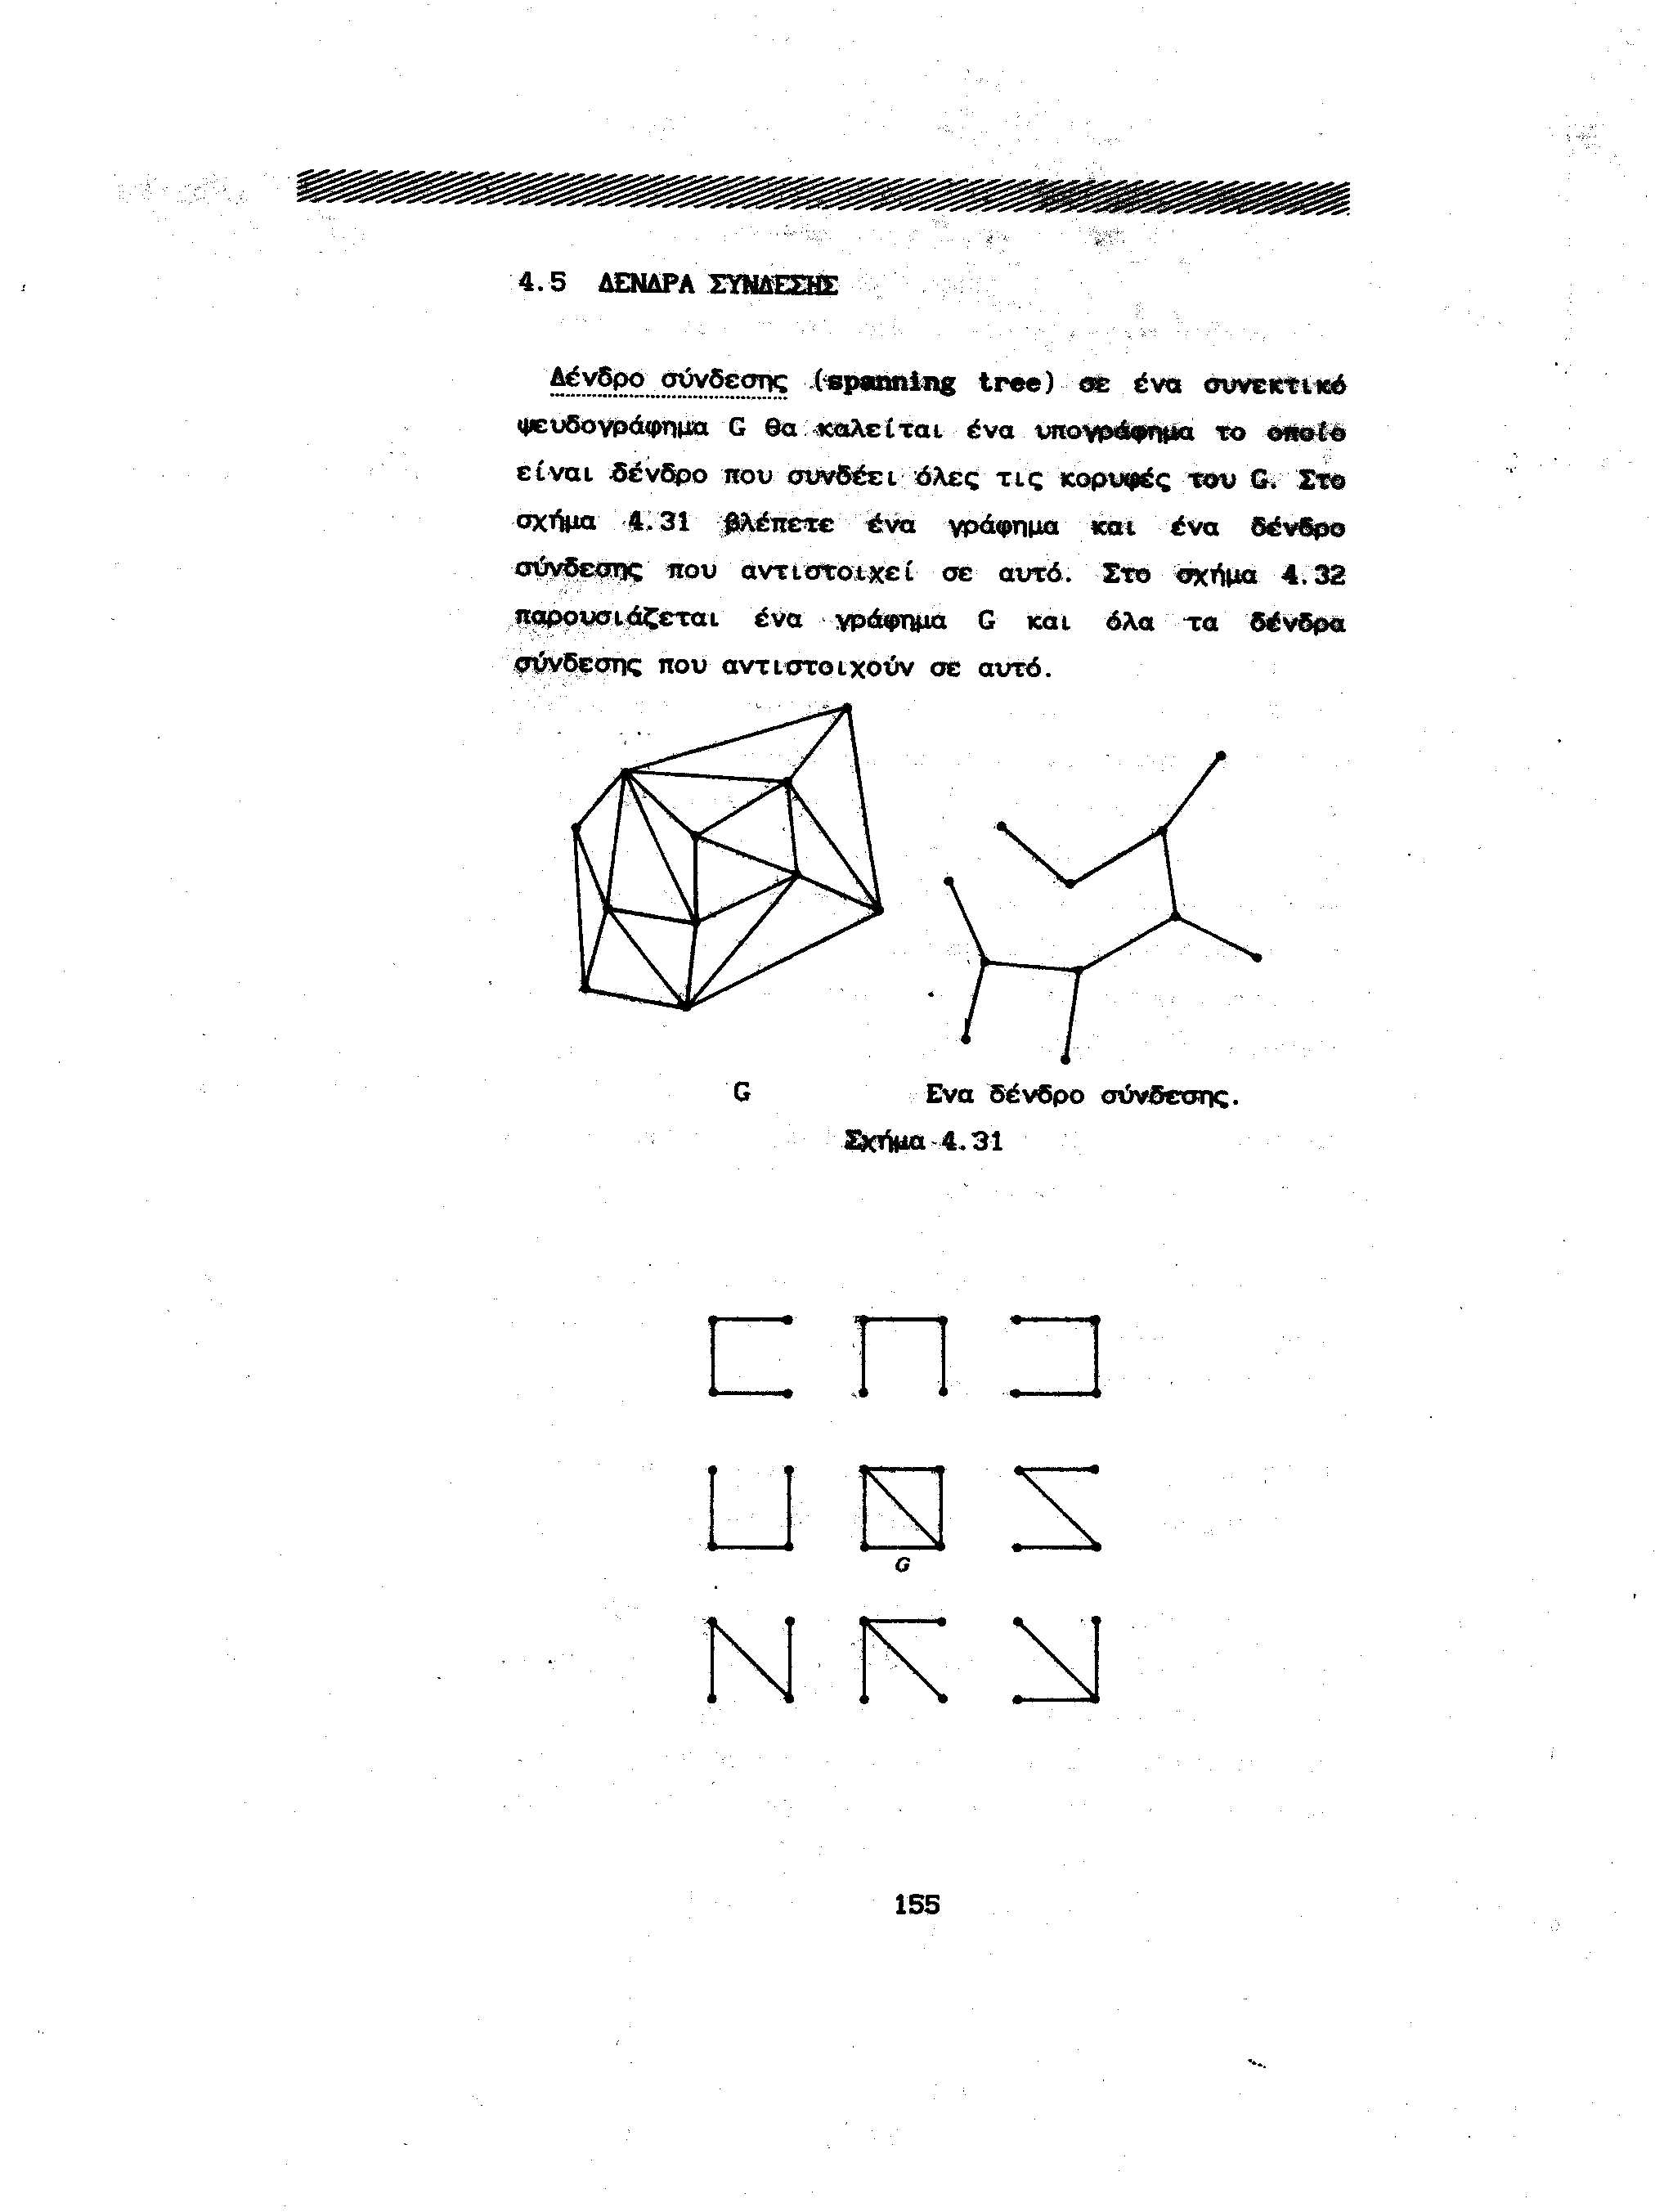 4.5 ΔΕΝΔΡΑ ΣΥΝΔΕΣΗΣ
Δένδρο σύνδεσης (spanning tree) σε ένα συνεκτικό
ψευδογράφημα G θα καλείται ένα υπογράφημα το οποίο
είναι δένδρο που συνδέει όλες τις κορυφές του G. Στο
σχήμα 4.31 βλέπετε ένα γράφημα και ένα δένδρο
σύνδεσης που αντιστοιχεί σε αυτό. Στο σχήμα 4.32
παρουσιάζεται ένα γράφημα G και όλα τα δένδρα
σύνδεσης που αντιστοιχούν σε αυτό.
G Ενα δένδρο σύνδεσης.
Σχήμα 4.31
G
155